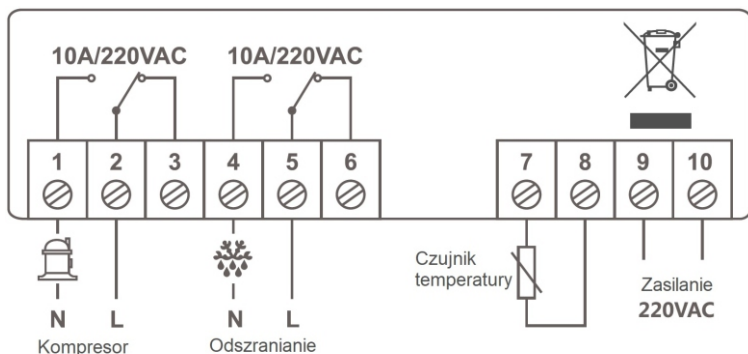 10A/220VAC 10A/220VAC
1 2 3 4 5 6 7 8 9 10
Czujnik
temperatury
Zasilanie
220VAC
N L N L
Kompresor Odszranianie